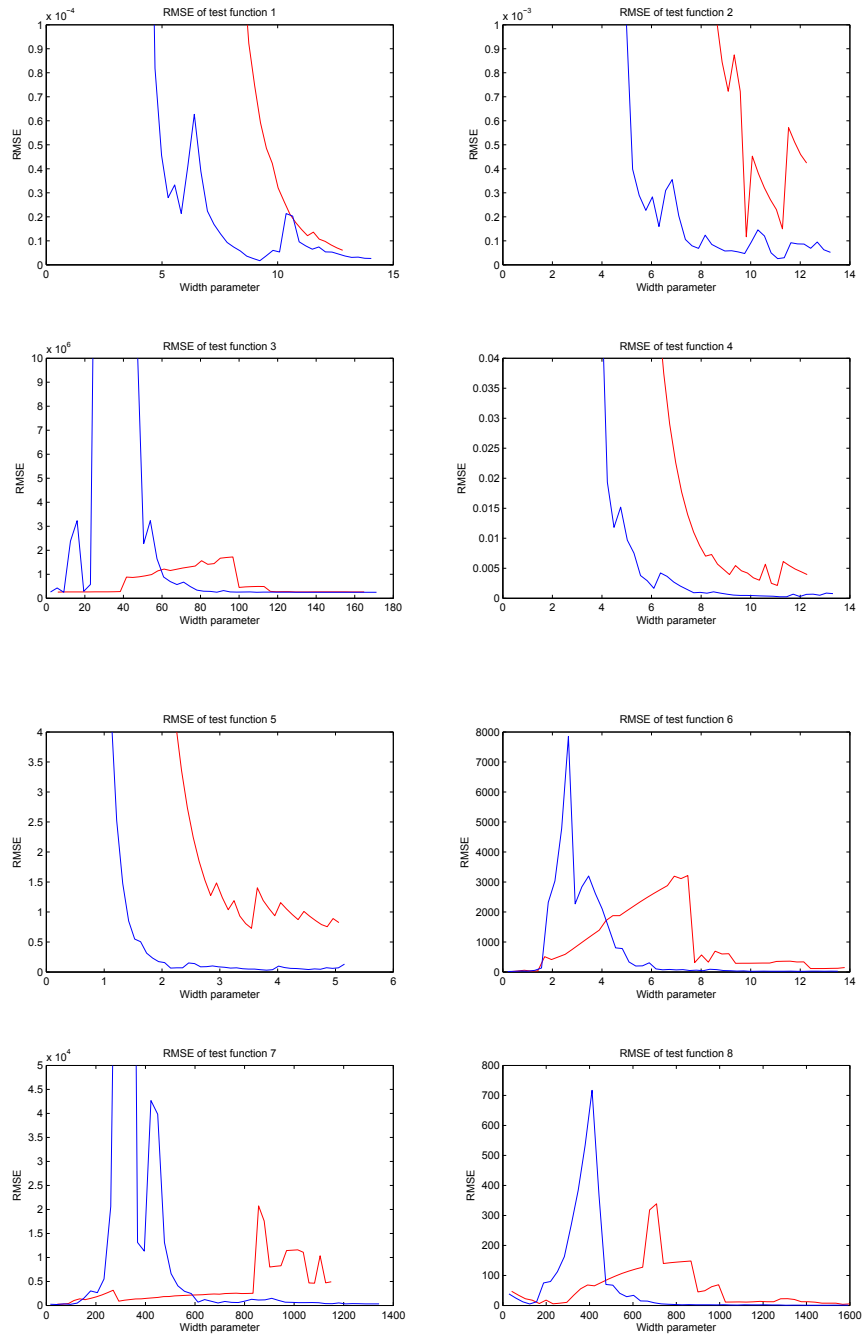 RMSE of test function 1
x 10⁻⁴
1
0.9
0.8
0.7
0.6
0.5
0.4
0.3
0.2
0.1
0
RMSE
0 5 10 15
Width parameter
RMSE of test function 2
x 10⁻³
1
0.9
0.8
0.7
0.6
0.5
0.4
0.3
0.2
0.1
0
RMSE
0 2 4 6 8 10 12 14
Width parameter
RMSE of test function 3
x 10⁶
10
9
8
7
6
5
4
3
2
1
0
RMSE
0 20 40 60 80 100 120 140 160 180
Width parameter
RMSE of test function 4
0.04
0.035
0.03
0.025
0.02
0.015
0.01
0.005
0
RMSE
0 2 4 6 8 10 12 14
Width parameter
RMSE of test function 5
4
3.5
3
2.5
2
1.5
1
0.5
0
RMSE
0 1 2 3 4 5 6
Width parameter
RMSE of test function 6
8000
7000
6000
5000
4000
3000
2000
1000
0
RMSE
0 2 4 6 8 10 12 14
Width parameter
RMSE of test function 7
x 10⁴
5
4.5
4
3.5
3
2.5
2
1.5
1
0.5
0
RMSE
0 200 400 600 800 1000 1200 1400
Width parameter
RMSE of test function 8
800
700
600
500
400
300
200
100
0
RMSE
0 200 400 600 800 1000 1200 1400 1600
Width parameter